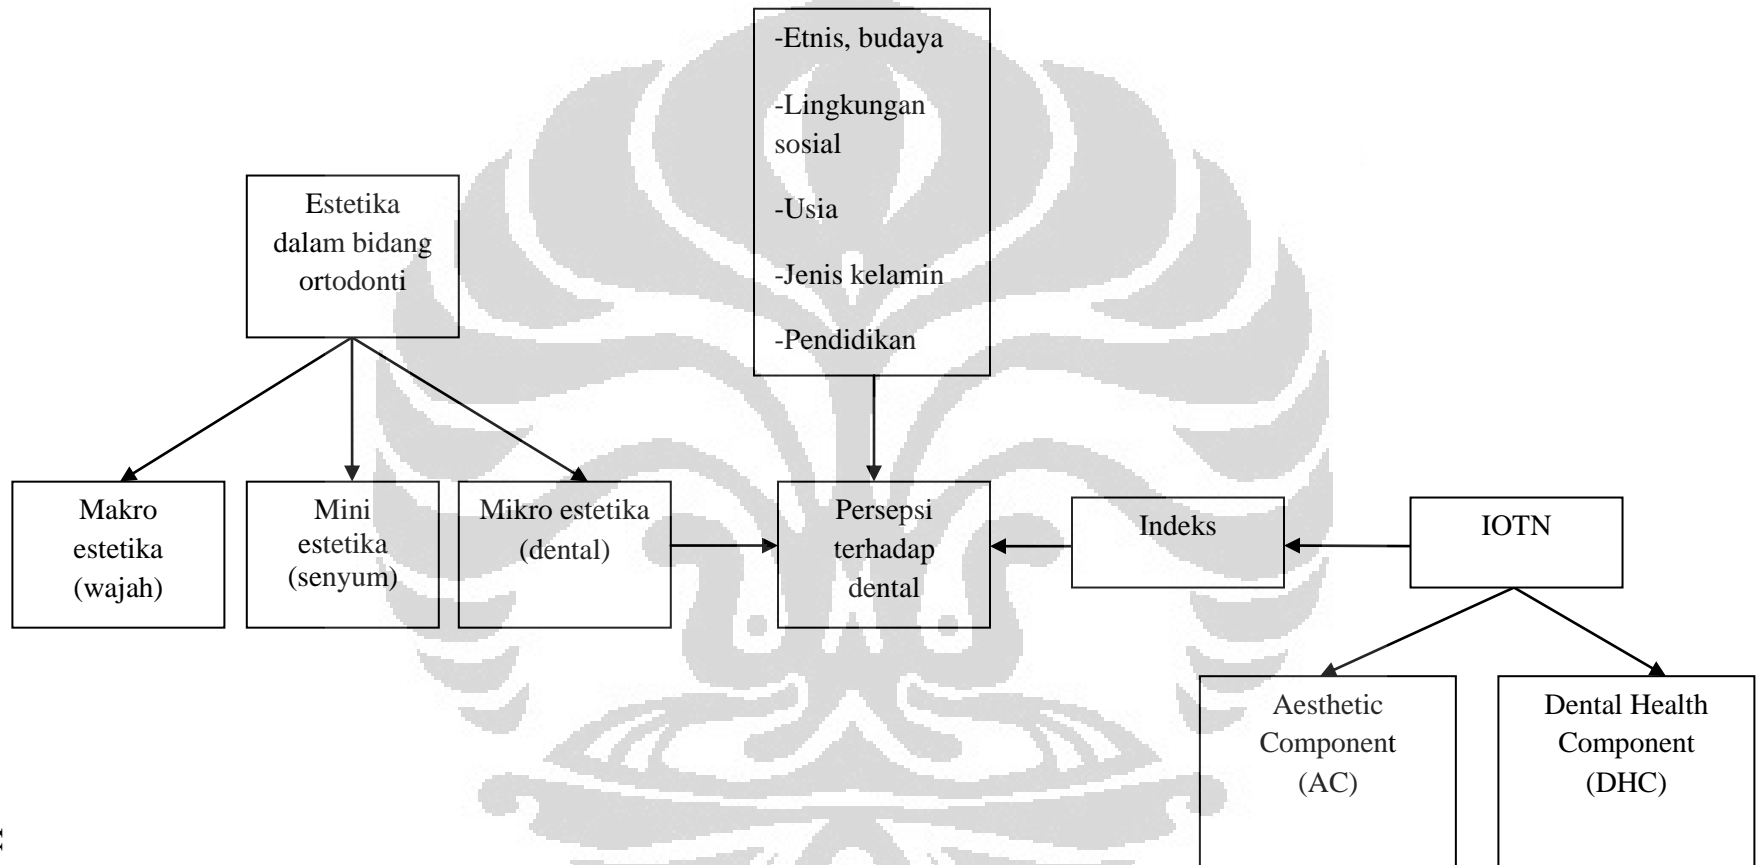 -Etnis, budaya
-Lingkungan
sosial
-Usia
-Jenis kelamin
-Pendidikan
Estetika
dalam bidang
ortodonti
Makro
estetika
(wajah)
Mini
estetika
(senyum)
Mikro estetika
(dental)
Persepsi
terhadap
dental
Indeks
IOTN
Aesthetic
Component
(AC)
Dental Health
Component
(DHC)